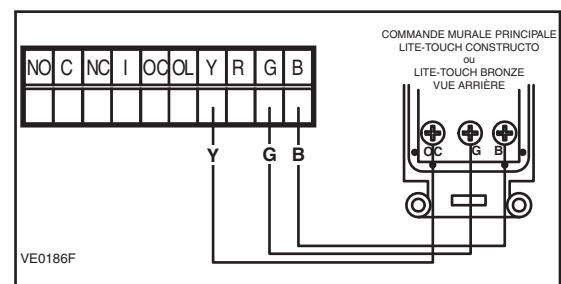 COMMANDE MURALE PRINCIPALE
LITE-TOUCH CONSTRUCTO
ou
LITE-TOUCH BRONZE
VUE ARRIÈRE
NO C NC I OC OL Y R G B
OC G B
Y G B
VE0186F